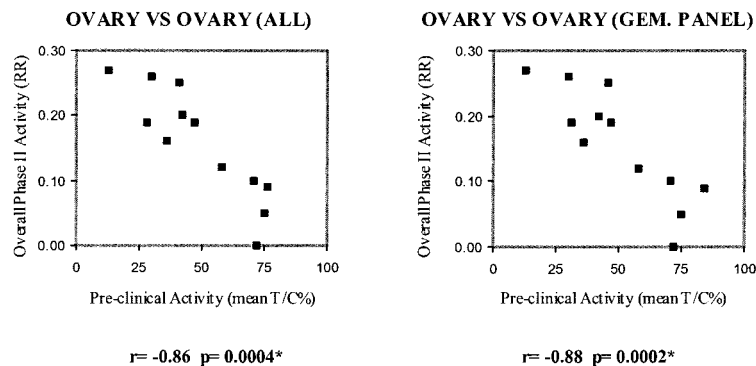 OVARY VS OVARY (ALL)
Overall Phase II Activity (RR)
0.30
0.20
0.10
0.00
0 25 50 75 100
Pre-clinical Activity (mean T/C%)
r= -0.86 p= 0.0004*
OVARY VS OVARY (GEM. PANEL)
Overall Phase II Activity (RR)
0.30
0.20
0.10
0.00
0 25 50 75 100
Pre-clinical Activity (mean T/C%)
r= -0.88 p= 0.0002*